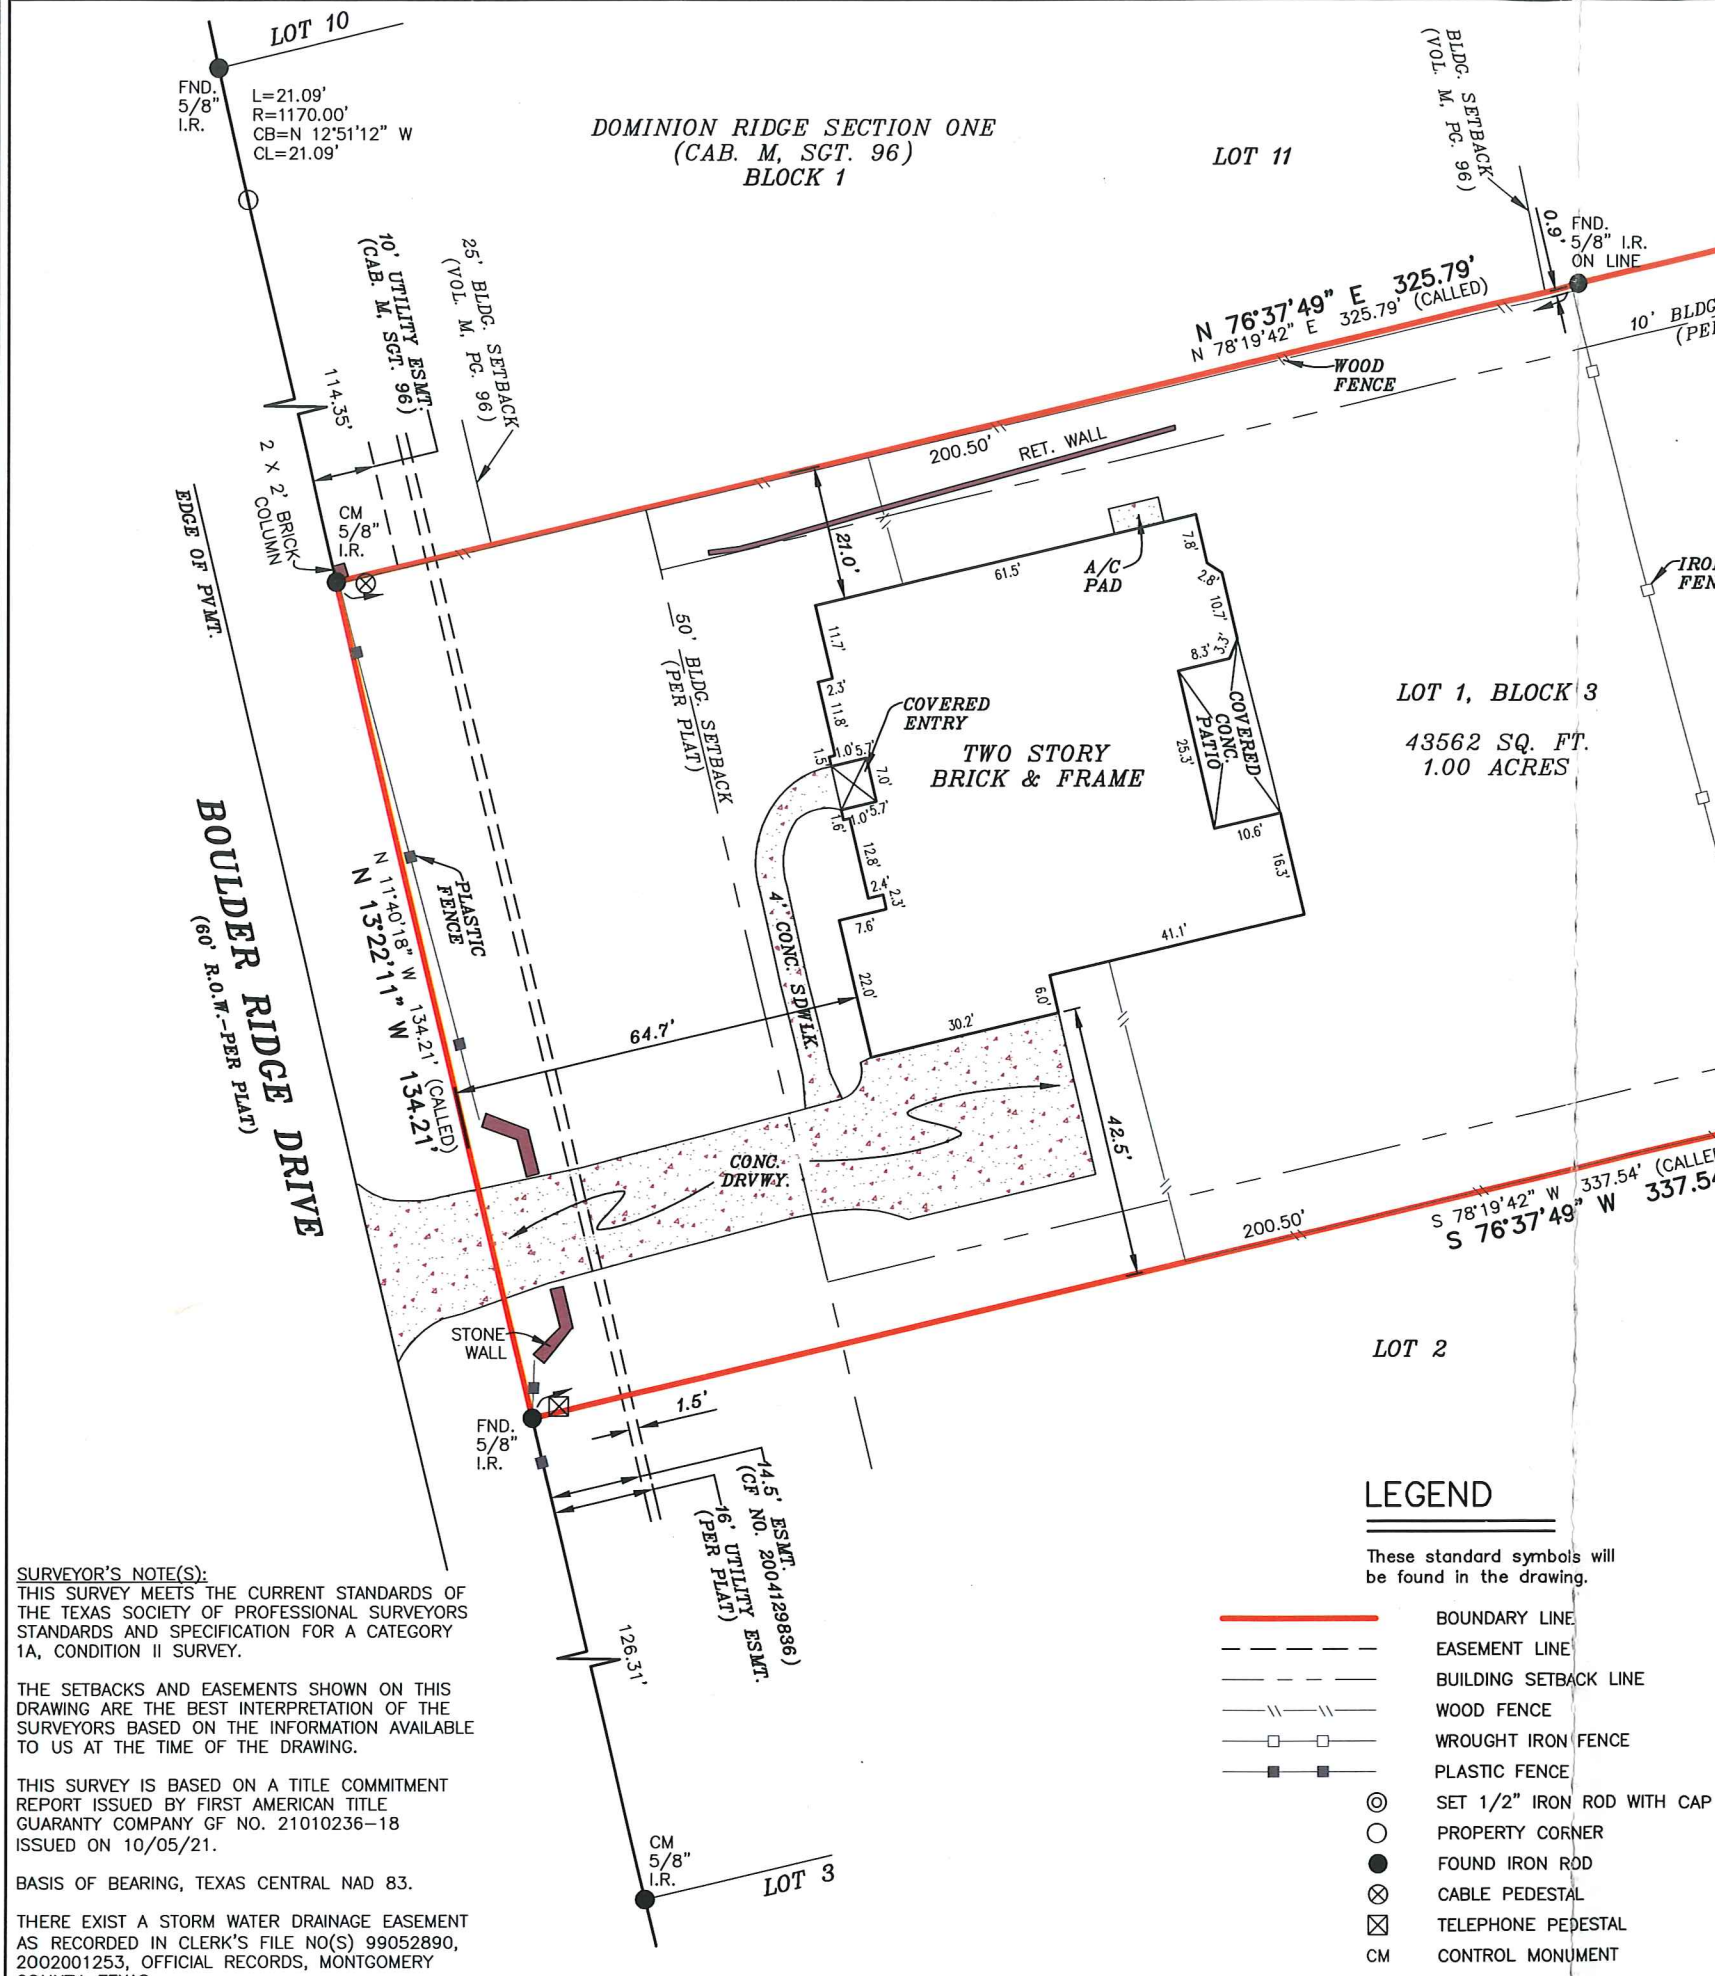 LOT 10
FND.
5/8"
I.R.
L=21.09'
R=1170.00'
CB=N 12°51'12" W
CL=21.09'
DOMINION RIDGE SECTION ONE
(CAB. M, SGT. 96)
BLOCK 1
LOT 11
BLDG. SETBACK
(VOL. M, PG. 96)
0.9'
FND.
5/8" I.R.
ON LINE
10' UTILITY ESMT.
(CAB. M, SGT. 96)
25' BLDG. SETBACK
(VOL. M, PG. 96)
N 76°37'49" E 325.79'
N 78°19'42" E 325.79' (CALLED)
10' BLDG
WOOD
FENCE
114.35'
2 X 2' BRICK
COLUMN
CM
5/8"
I.R.
200.50'
RET. WALL
EDGE OF PVMT.
21.0'
61.5'
A/C
PAD
7.8'
2.8'
10.7'
3.3'
8.3'
11.7'
2.3'
11.8'
50' BLDG. SETBACK
(PER PLAT)
COVERED
ENTRY
1.5'
1.0'
5.7'
7.0'
5.7'
1.0'
1.6'
TWO STORY
BRICK & FRAME
COVERED
CONC.
PATIO
25.3'
10.6'
16.3'
LOT 1, BLOCK 3
43562 SQ. FT.
1.00 ACRES
BOULDER RIDGE DRIVE
(60' R.O.W.-PER PLAT)
PLASTIC
FENCE
N 11°40'18" W 134.21' (CALLED)
N 13°22'11" W 134.21'
12.8'
2.4'
2.3'
7.6'
22.0'
4' CONC. SDWLK.
41.1'
6.0'
30.2'
64.7'
42.5'
CONC.
DRVWY.
200.50'
S 78°19'42" W 337.54' (CALLED
S 76°37'49" W 337.54
STONE
WALL
LOT 2
FND.
5/8"
I.R.
1.5'
14.5' ESMT.
(CF NO. 2004129836)
16' UTILITY ESMT.
(PER PLAT)
126.31'
CM
5/8"
I.R.
LOT 3
SURVEYOR'S NOTE(S):
THIS SURVEY MEETS THE CURRENT STANDARDS OF
THE TEXAS SOCIETY OF PROFESSIONAL SURVEYORS
STANDARDS AND SPECIFICATION FOR A CATEGORY
1A, CONDITION II SURVEY.
THE SETBACKS AND EASEMENTS SHOWN ON THIS
DRAWING ARE THE BEST INTERPRETATION OF THE
SURVEYORS BASED ON THE INFORMATION AVAILABLE
TO US AT THE TIME OF THE DRAWING.
THIS SURVEY IS BASED ON A TITLE COMMITMENT
REPORT ISSUED BY FIRST AMERICAN TITLE
GUARANTY COMPANY GF NO. 21010236-18
ISSUED ON 10/05/21.
BASIS OF BEARING, TEXAS CENTRAL NAD 83.
THERE EXIST A STORM WATER DRAINAGE EASEMENT
AS RECORDED IN CLERK'S FILE NO(S) 99052890,
2002001253, OFFICIAL RECORDS, MONTGOMERY
LEGEND
These standard symbols will
be found in the drawing.
BOUNDARY LINE
EASEMENT LINE
BUILDING SETBACK LINE
WOOD FENCE
WROUGHT IRON FENCE
PLASTIC FENCE
SET 1/2" IRON ROD WITH CAP
PROPERTY CORNER
FOUND IRON ROD
CABLE PEDESTAL
TELEPHONE PEDESTAL
CM CONTROL MONUMENT